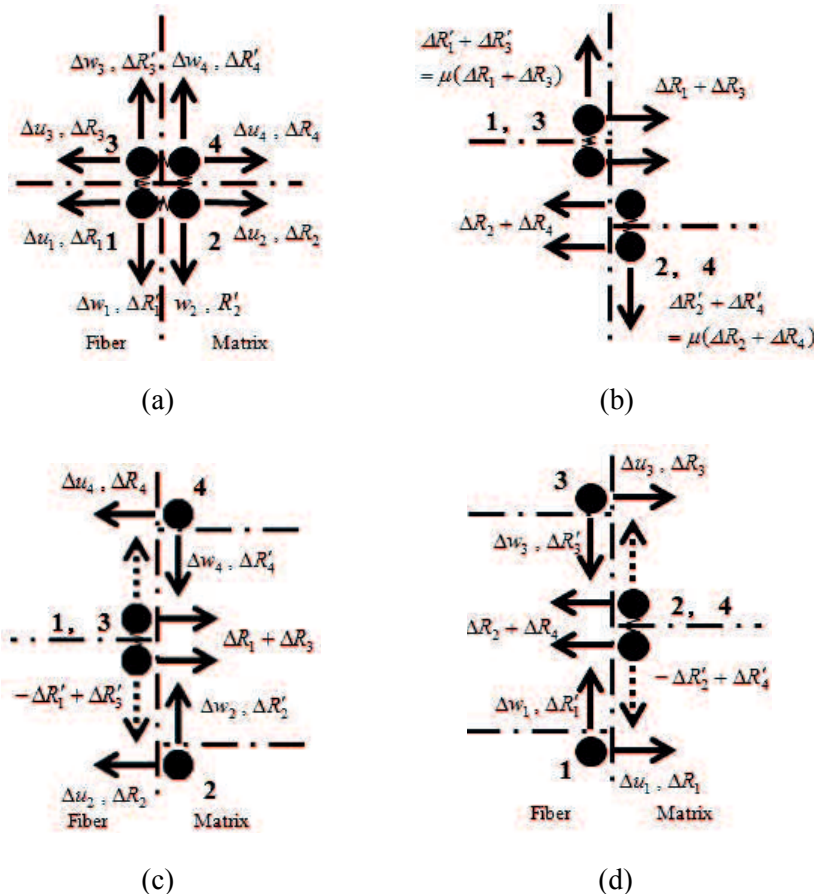 Δw₃ , ΔR′₃ Δw₄ , ΔR′₄
Δu₃ , ΔR₃ 3 4 Δu₄ , ΔR₄
Δu₁ , ΔR₁ 1 2 Δu₂ , ΔR₂
Δw₁ , ΔR′₁ w₂ , R′₂
Fiber Matrix
(a)
ΔR′₁ + ΔR′₃
= μ(ΔR₁ + ΔR₃)
ΔR₁ + ΔR₃
1, 3
ΔR₂ + ΔR₄
2, 4
ΔR′₂ + ΔR′₄
= μ(ΔR₂ + ΔR₄)
(b)
Δu₄ , ΔR₄ 4
Δw₄ , ΔR′₄
1, 3
ΔR₁ + ΔR₃
−ΔR′₁ + ΔR′₃
Δw₂ , ΔR′₂
Δu₂ , ΔR₂ 2
Fiber Matrix
(c)
3 Δu₃ , ΔR₃
Δw₃ , ΔR′₃
2, 4
ΔR₂ + ΔR₄
−ΔR′₂ + ΔR′₄
Δw₁ , ΔR′₁
1 Δu₁ , ΔR₁
Fiber Matrix
(d)